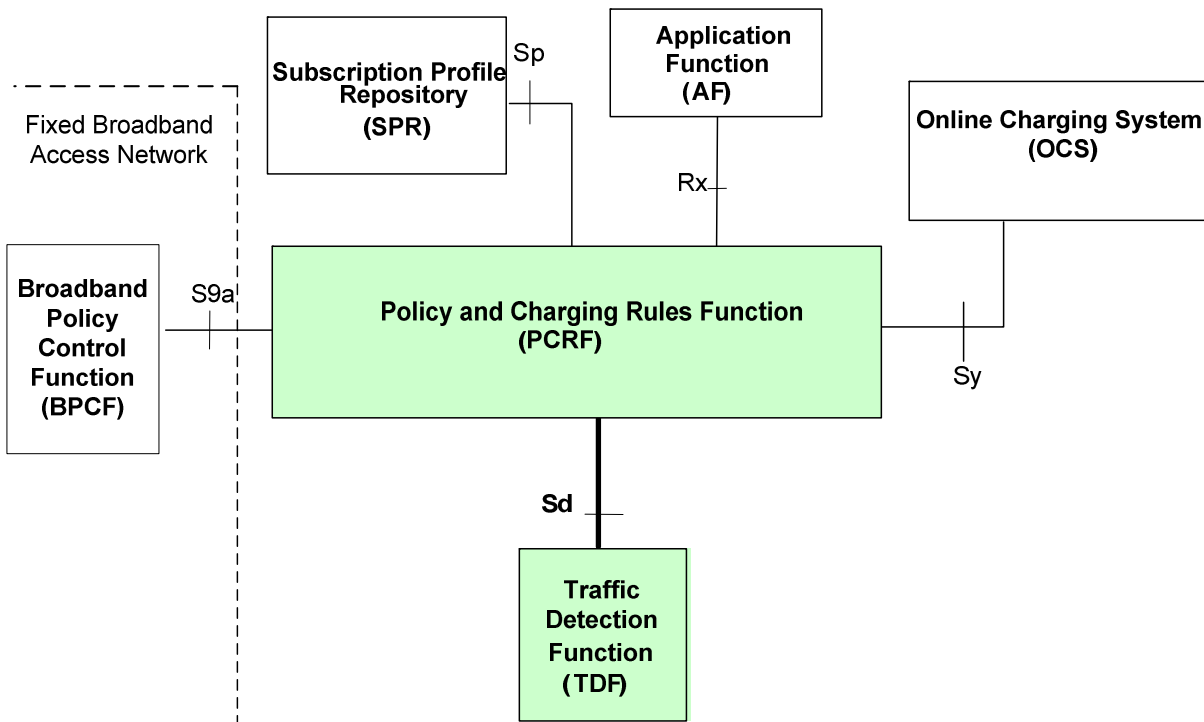 Sp
Subscription Profile
Repository
(SPR)
Application
Function
(AF)
Online Charging System
(OCS)
Fixed Broadband
Access Network
Rx
Broadband
Policy
Control
Function
(BPCF)
S9a
Policy and Charging Rules Function
(PCRF)
Sy
Sd
Traffic
Detection
Function
(TDF)